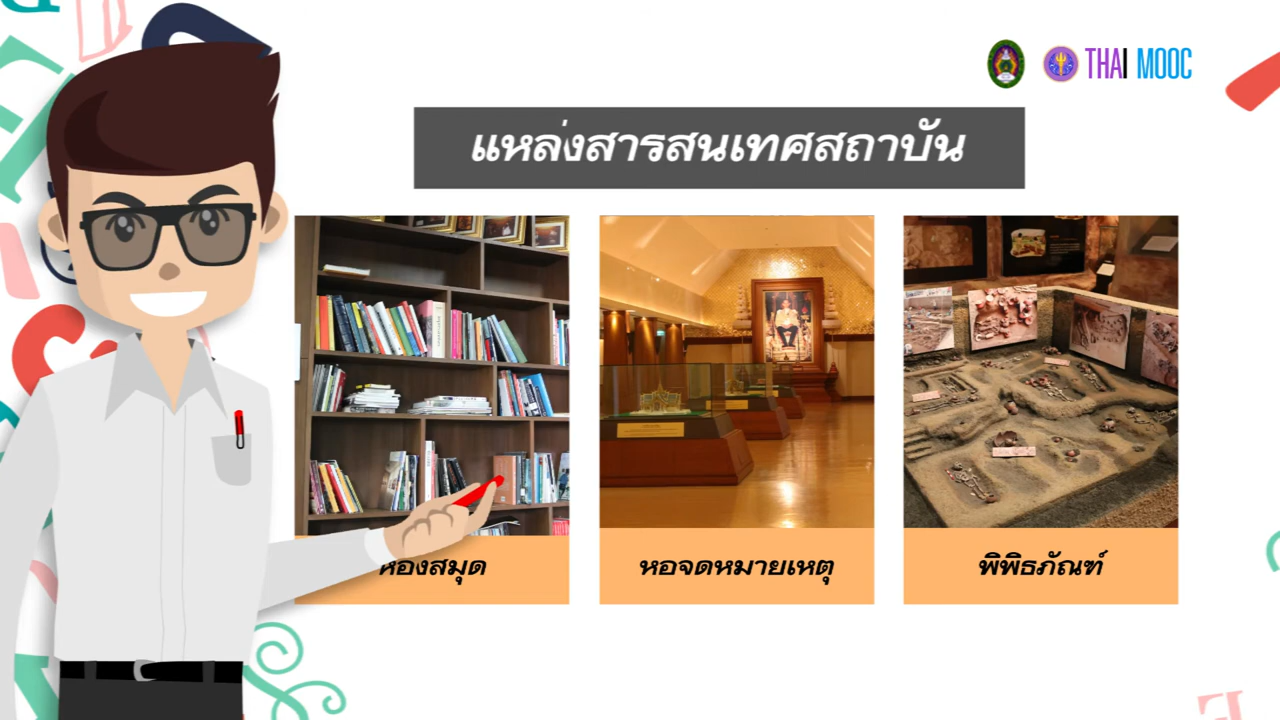 THAI MOOC
แหล่งสารสนเทศสถาบัน
ห้องสมุด
หอจดหมายเหตุ
พิพิธภัณฑ์